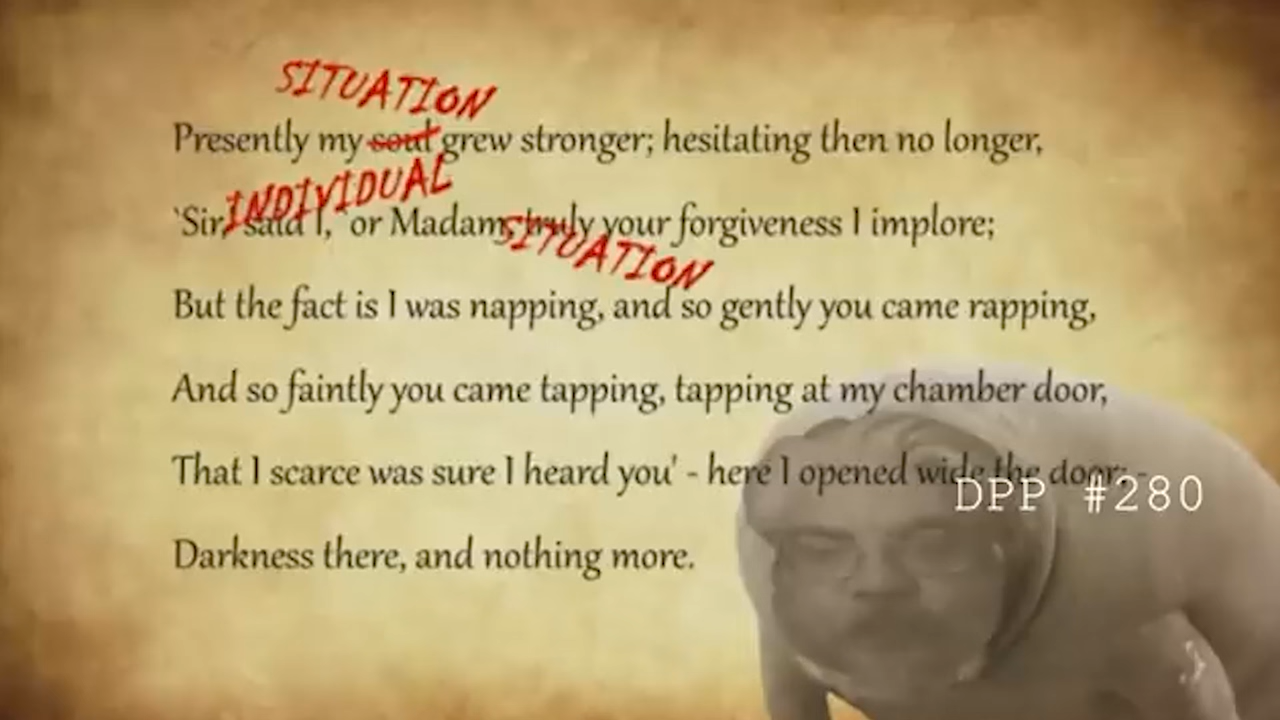 SITUATION
Presently my soul grew stronger; hesitating then no longer,
INDIVIDUAL
`Sir,' said I, `or Madam, truly your forgiveness I implore;
SITUATION
But the fact is I was napping, and so gently you came rapping,
And so faintly you came tapping, tapping at my chamber door,
That I scarce was sure I heard you' - here I opened wide the door; -
DPP #280
Darkness there, and nothing more.